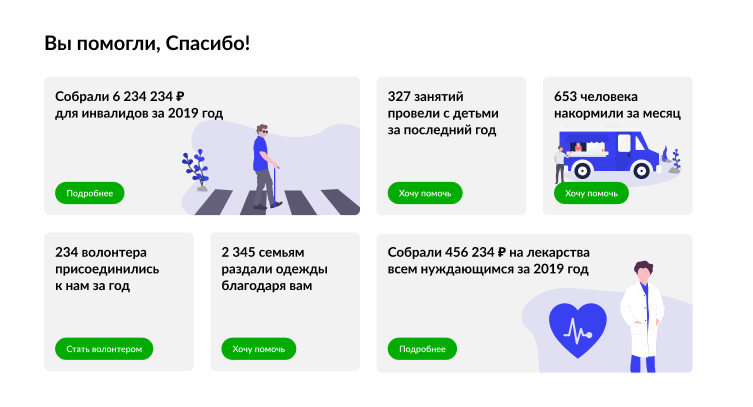 Вы помогли, Спасибо!
Собрали 6 234 234 ₽
для инвалидов за 2019 год
Подробнее
327 занятий
провели с детьми
за последний год
Хочу помочь
653 человека
накормили за месяц
Хочу помочь
234 волонтера
присоединились
к нам за год
Стать волонтером
2 345 семьям
раздали одежды
благодаря вам
Хочу помочь
Собрали 456 234 ₽ на лекарства
всем нуждающимся за 2019 год
Подробнее